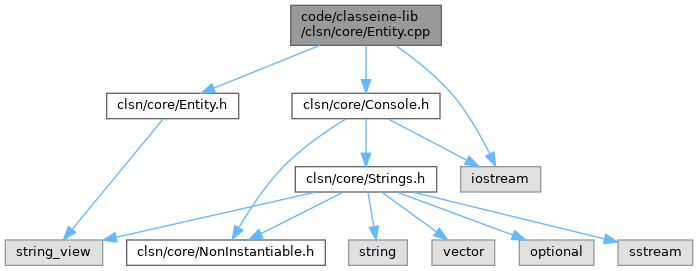 code/classeine-lib
/clsn/core/Entity.cpp
clsn/core/Entity.h
clsn/core/Console.h
clsn/core/Strings.h
iostream
string_view
clsn/core/NonInstantiable.h
string
vector
optional
sstream